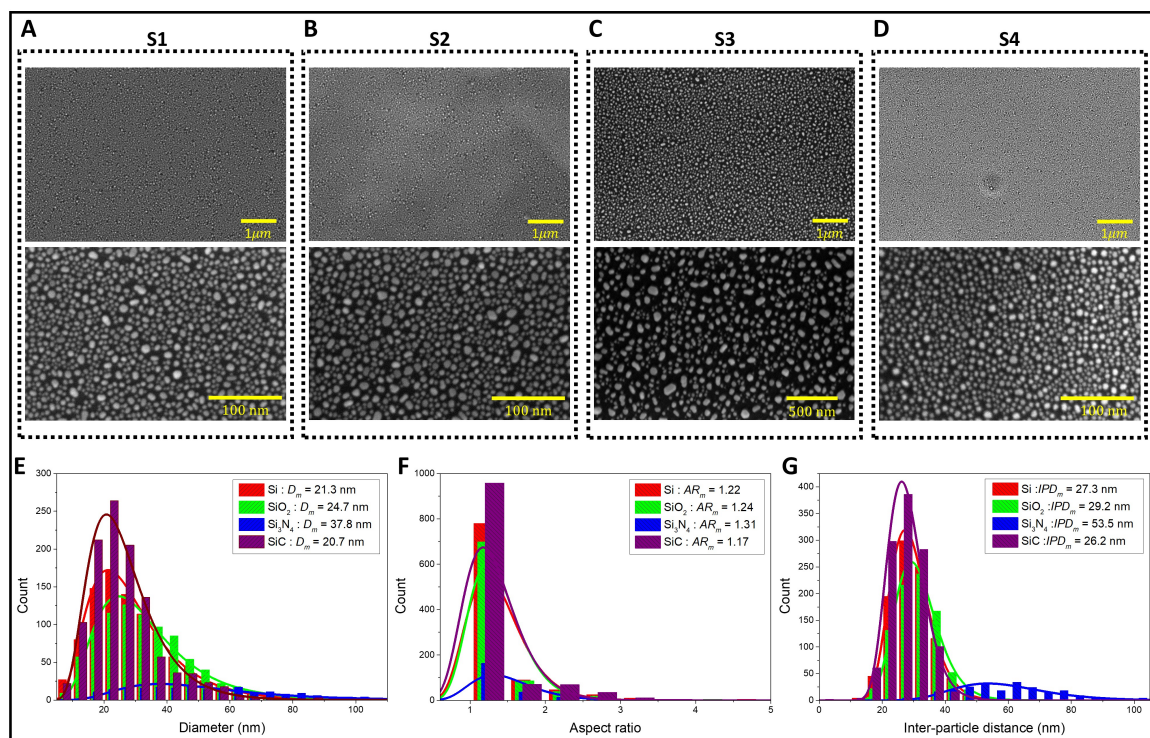 A
S1
B
S2
C
S3
D
S4
1μm
1μm
1μm
1μm
100 nm
100 nm
500 nm
100 nm
E
300
250
200
150
100
50
0
Count
0
20
40
60
80
100
Diameter (nm)
Si : Dm = 21.3 nm
SiO2 : Dm = 24.7 nm
Si3N4 : Dm = 37.8 nm
SiC : Dm = 20.7 nm
F
1000
800
600
400
200
0
Count
1
2
3
4
5
Aspect ratio
Si : ARm = 1.22
SiO2 : ARm = 1.24
Si3N4 : ARm = 1.31
SiC : ARm = 1.17
G
400
350
300
250
200
150
100
50
0
Count
0
20
40
60
80
100
Inter-particle distance (nm)
Si :IPDm = 27.3 nm
SiO2 :IPDm = 29.2 nm
Si3N4 :IPDm = 53.5 nm
SiC :IPDm = 26.2 nm